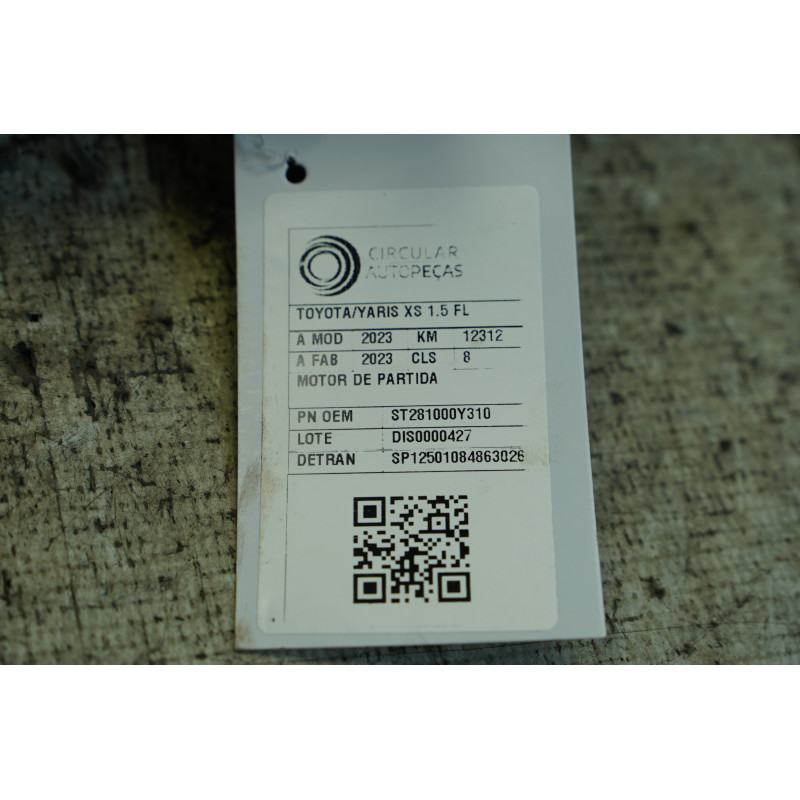 CIRCULAR
AUTOPEÇAS
TOYOTA/YARIS XS 1.5 FL
A MOD 2023 KM 12312
A FAB 2023 CLS 8
MOTOR DE PARTIDA
PN OEM ST281000Y310
LOTE DIS0000427
DETRAN SP12501084863026